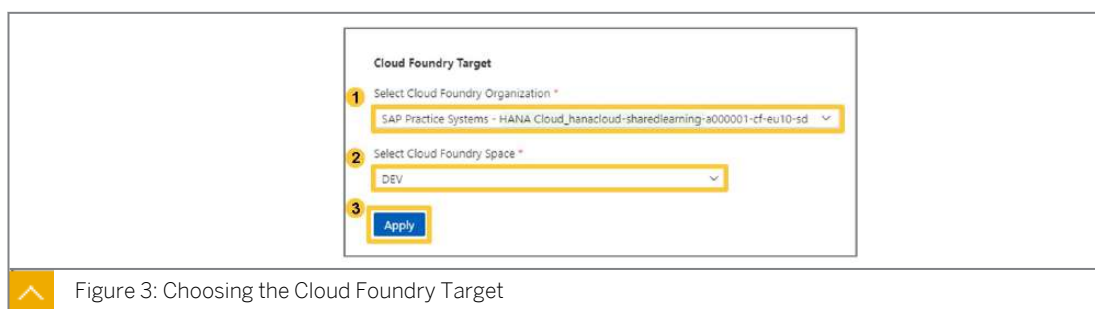 Cloud Foundry Target
1 Select Cloud Foundry Organization *
SAP Practice Systems - HANA Cloud_hanacloud-sharedlearning-a000001-cf-eu10-sd
2 Select Cloud Foundry Space *
DEV
3
Apply
Figure 3: Choosing the Cloud Foundry Target